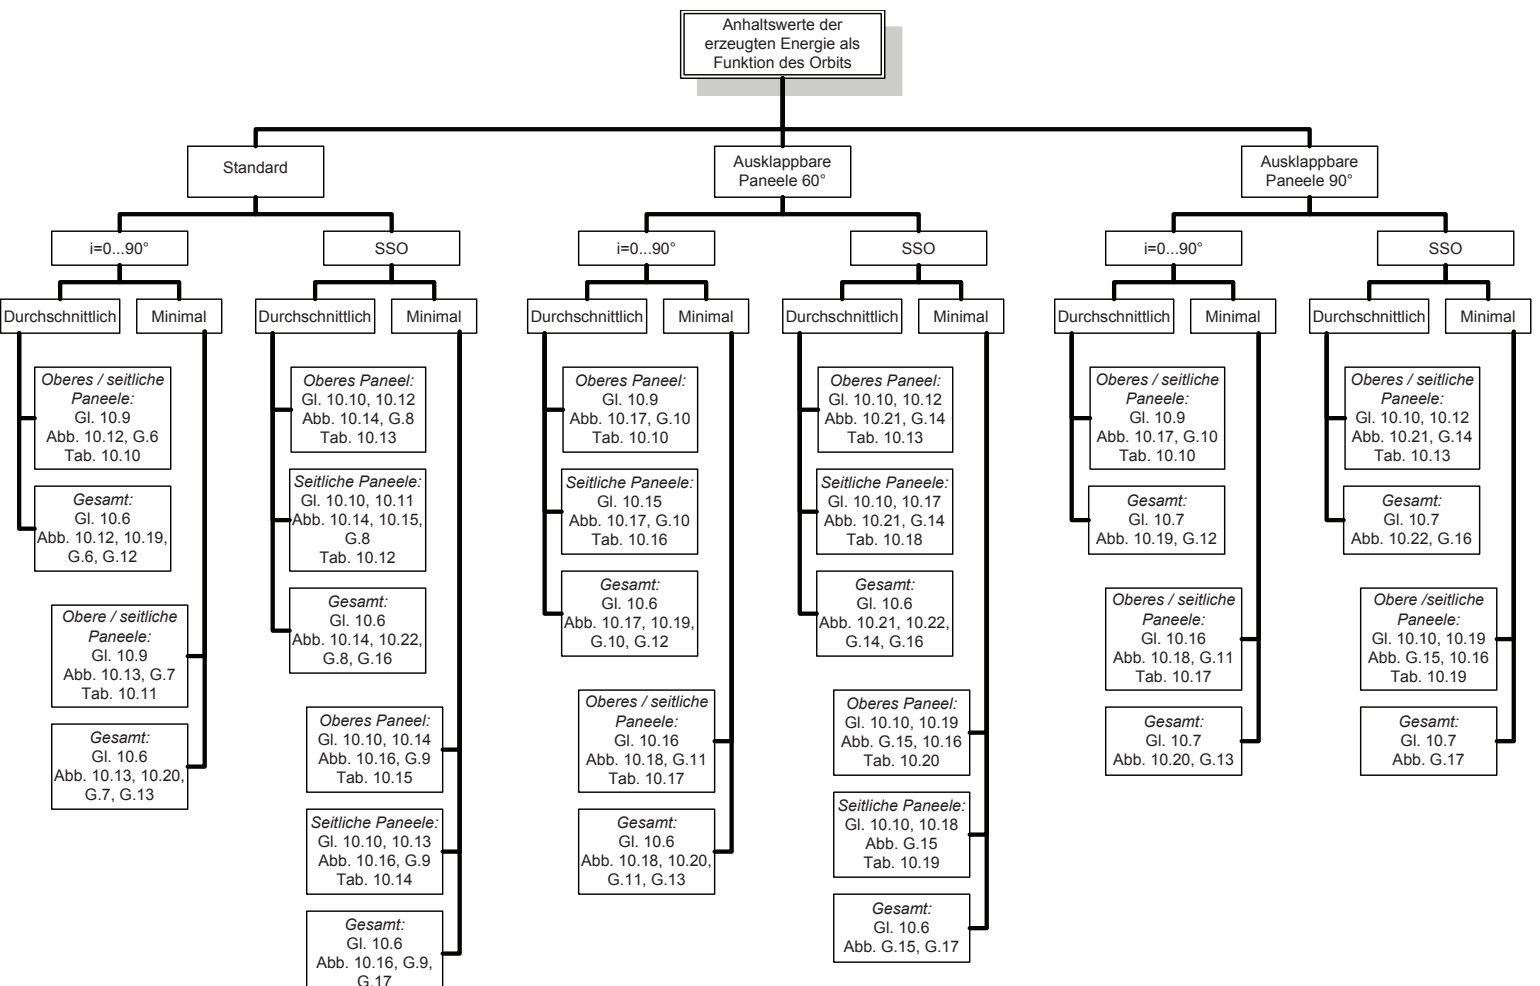 Anhaltswerte der
erzeugten Energie als
Funktion des Orbits
Standard
Ausklappbare
Paneele 60°
Ausklappbare
Paneele 90°
i=0...90°
SSO
i=0...90°
SSO
i=0...90°
SSO
Durchschnittlich
Minimal
Durchschnittlich
Minimal
Durchschnittlich
Minimal
Durchschnittlich
Minimal
Durchschnittlich
Minimal
Durchschnittlich
Minimal
Oberes / seitliche
Paneele:
Gl. 10.9
Abb. 10.12, G.6
Tab. 10.10
Gesamt:
Gl. 10.6
Abb. 10.12, 10.19,
G.6, G.12
Obere / seitliche
Paneele:
Gl. 10.9
Abb. 10.13, G.7
Tab. 10.11
Gesamt:
Gl. 10.6
Abb. 10.13, 10.20,
G.7, G.13
Oberes Paneel:
Gl. 10.10, 10.12
Abb. 10.14, G.8
Tab. 10.13
Seitliche Paneele:
Gl. 10.10, 10.11
Abb. 10.14, 10.15,
G.8
Tab. 10.12
Gesamt:
Gl. 10.6
Abb. 10.14, 10.22,
G.8, G.16
Oberes Paneel:
Gl. 10.10, 10.14
Abb. 10.16, G.9
Tab. 10.15
Seitliche Paneele:
Gl. 10.10, 10.13
Abb. 10.16, G.9
Tab. 10.14
Gesamt:
Gl. 10.6
Abb. 10.16, G.9,
G.17
Oberes Paneel:
Gl. 10.9
Abb. 10.17, G.10
Tab. 10.10
Seitliche Paneele:
Gl. 10.15
Abb. 10.17, G.10
Tab. 10.16
Gesamt:
Gl. 10.6
Abb. 10.17, 10.19,
G.10, G.12
Oberes / seitliche
Paneele:
Gl. 10.16
Abb. 10.18, G.11
Tab. 10.17
Gesamt:
Gl. 10.6
Abb. 10.18, 10.20,
G.11, G.13
Oberes Paneel:
Gl. 10.10, 10.12
Abb. 10.21, G.14
Tab. 10.13
Seitliche Paneele:
Gl. 10.10, 10.17
Abb. 10.21, G.14
Tab. 10.18
Gesamt:
Gl. 10.6
Abb. 10.21, 10.22,
G.14, G.16
Oberes Paneel:
Gl. 10.10, 10.19
Abb. G.15, 10.16
Tab. 10.20
Seitliche Paneele:
Gl. 10.10, 10.18
Abb. G.15
Tab. 10.19
Gesamt:
Gl. 10.6
Abb. G.15, G.17
Oberes / seitliche
Paneele:
Gl. 10.9
Abb. 10.17, G.10
Tab. 10.10
Gesamt:
Gl. 10.7
Abb. 10.19, G.12
Oberes / seitliche
Paneele:
Gl. 10.16
Abb. 10.18, G.11
Tab. 10.17
Gesamt:
Gl. 10.7
Abb. 10.20, G.13
Oberes / seitliche
Paneele:
Gl. 10.10, 10.12
Abb. 10.21, G.14
Tab. 10.13
Gesamt:
Gl. 10.7
Abb. 10.22, G.16
Obere /seitliche
Paneele:
Gl. 10.10, 10.19
Abb. G.15, 10.16
Tab. 10.19
Gesamt:
Gl. 10.7
Abb. G.17